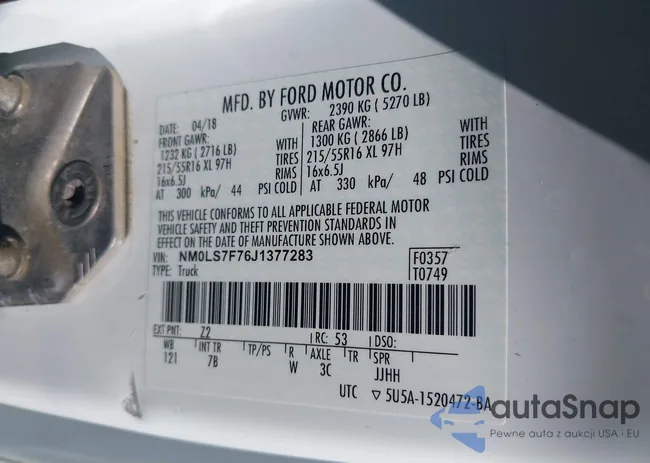 MFD. BY FORD MOTOR CO.
DATE: 04/18 GVWR: 2390 KG ( 5270 LB)
FRONT GAWR: WITH REAR GAWR: WITH
1232 KG ( 2716 LB) TIRES 1300 KG ( 2866 LB) TIRES
215/55R16 XL 97H RIMS 215/55R16 XL 97H RIMS
16x6.5J 16x6.5J
AT 300 kPa/ 44 PSI COLD AT 330 kPa/ 48 PSI COLD
THIS VEHICLE CONFORMS TO ALL APPLICABLE FEDERAL MOTOR
VEHICLE SAFETY AND THEFT PREVENTION STANDARDS IN
EFFECT ON THE DATE OF MANUFACTURE SHOWN ABOVE.
VIN: NM0LS7F76J1377283 F0357
TYPE: Truck T0749
EXT PNT: Z2 RC: 53 DSO:
WB INT TR TP/PS R AXLE TR SPR
121 7B W 3C JJHH
UTC ▽ 5U5A-1520472-BA
autaSnap
Pewne auta z aukcji USA i EU